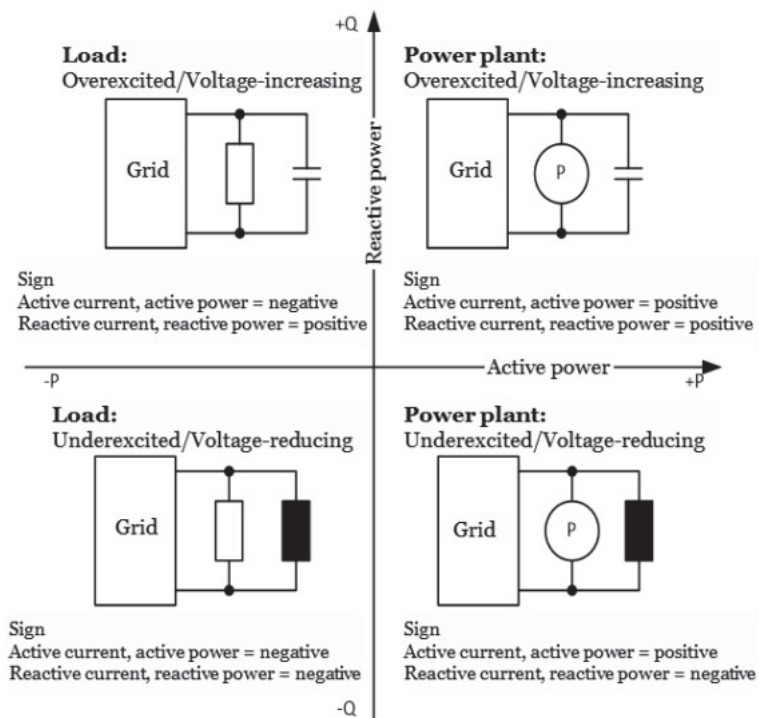 +Q
Load:
Overexcited/Voltage-increasing
Grid
Sign
Active current, active power = negative
Reactive current, reactive power = positive
Reactive power
Power plant:
Overexcited/Voltage-increasing
Grid
P
Sign
Active current, active power = positive
Reactive current, reactive power = positive
-P
Active power
+P
Load:
Underexcited/Voltage-reducing
Grid
Sign
Active current, active power = negative
Reactive current, reactive power = negative
Power plant:
Underexcited/Voltage-reducing
Grid
P
Sign
Active current, active power = positive
Reactive current, reactive power = negative
-Q